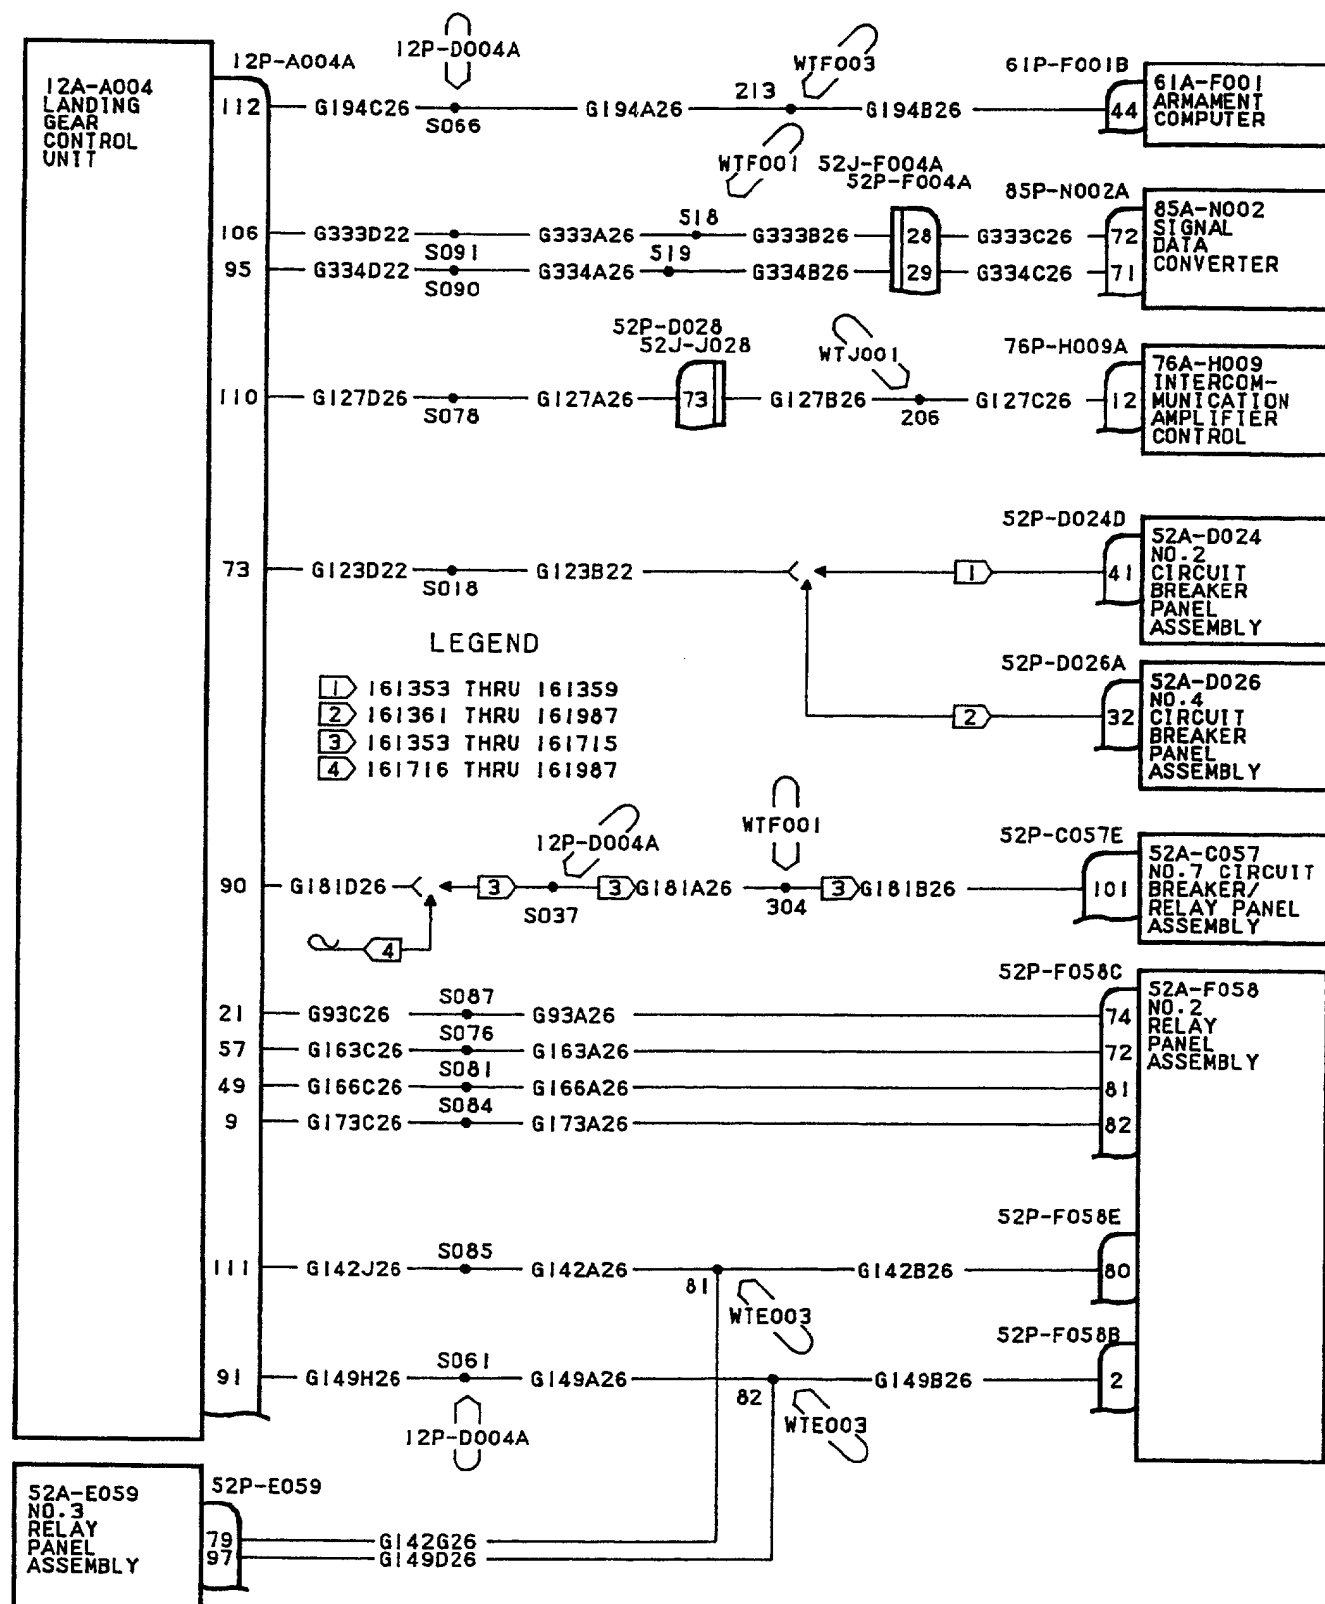 12A-A004
LANDING
GEAR
CONTROL
UNIT
12P-A004A
12P-D004A
WTF003
61P-F001B
61A-F001
ARMAMENT
COMPUTER
112 G194C26 S066 G194A26 213 G194B26 44
WTF001
52J-F004A
52P-F004A
85P-N002A
85A-N002
SIGNAL
DATA
CONVERTER
106 G333D22 S091 G333A26 518 G333B26 28 G333C26 72
95 G334D22 S090 G334A26 519 G334B26 29 G334C26 71
52P-D028
52J-J028
WTJ001
76P-H009A
76A-H009
INTERCOM-
MUNICATION
AMPLIFIER
CONTROL
110 G127D26 S078 G127A26 73 G127B26 206 G127C26 12
52P-D024D
52A-D024
NO.2
CIRCUIT
BREAKER
PANEL
ASSEMBLY
73 G123D22 S018 G123B22 1 41
LEGEND
1 161353 THRU 161359
2 161361 THRU 161987
3 161353 THRU 161715
4 161716 THRU 161987
52P-D026A
52A-D026
NO.4
CIRCUIT
BREAKER
PANEL
ASSEMBLY
2 32
12P-D004A
WTF001
52P-C057E
52A-C057
NO.7 CIRCUIT
BREAKER/
RELAY PANEL
ASSEMBLY
90 G181D26 3 S037 3 G181A26 304 3 G181B26 101
4
52P-F058C
52A-F058
NO.2
RELAY
PANEL
ASSEMBLY
21 G93C26 S087 G93A26 74
57 G163C26 S076 G163A26 72
49 G166C26 S081 G166A26 81
9 G173C26 S084 G173A26 82
52P-F058E
111 G142J26 S085 G142A26 81 G142B26 80
WTE003
52P-F058B
91 G149H26 S061 G149A26 82 G149B26 2
12P-D004A
WTE003
52A-E059
NO.3
RELAY
PANEL
ASSEMBLY
52P-E059
79 G142G26
97 G149D26